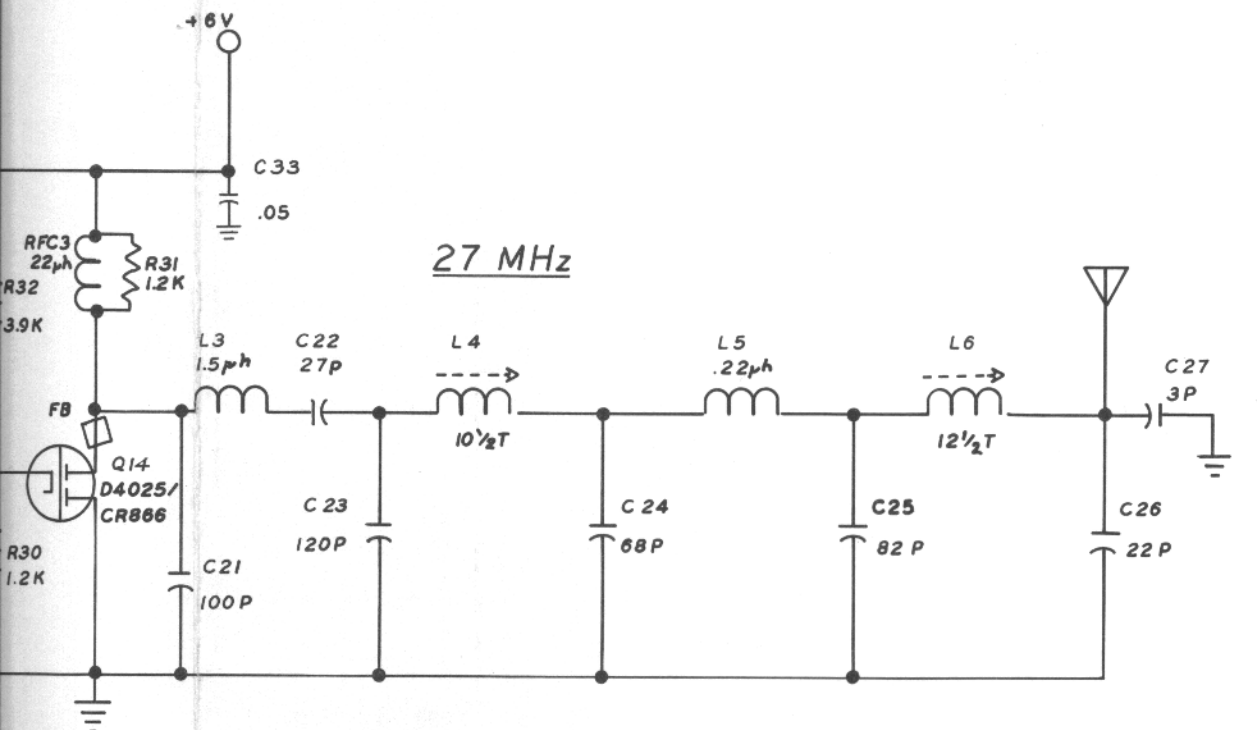 +6V
C33
.05
27 MHz
RFC3
22µh
R31
1.2K
R32
3.9K
L3
1.5µh
C22
27P
L4
10½T
L5
.22µh
L6
12½T
C27
3P
FB
Q14
D4025/
CR866
C23
120P
C24
68P
C25
82P
C26
22P
R30
1.2K
C21
100P